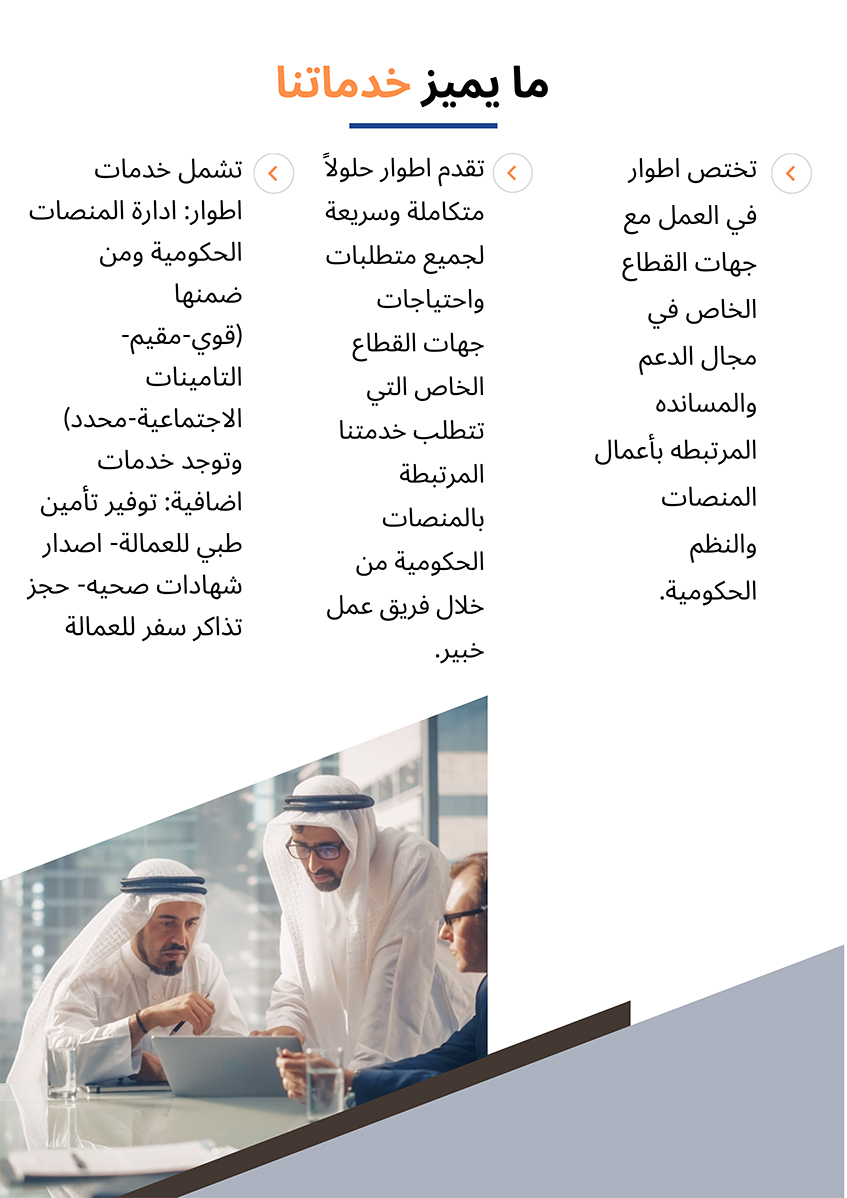 ما يميز خدماتنا
تختص اطوار
في العمل مع
جهات القطاع
الخاص في
مجال الدعم
والمسانده
المرتبطه بأعمال
المنصات
والنظم
الحكومية.
تقدم اطوار حلولاً
متكاملة وسريعة
لجميع متطلبات
واحتياجات
جهات القطاع
الخاص التي
تتطلب خدمتنا
المرتبطة
بالمنصات
الحكومية من
خلال فريق عمل
خبير.
تشمل خدمات
اطوار: ادارة المنصات
الحكومية ومن
ضمنها
(قوي-مقيم-
التامينات
الاجتماعية-محدد)
وتوجد خدمات
اضافية: توفير تأمين
طبي للعمالة- اصدار
شهادات صحيه- حجز
تذاكر سفر للعمالة